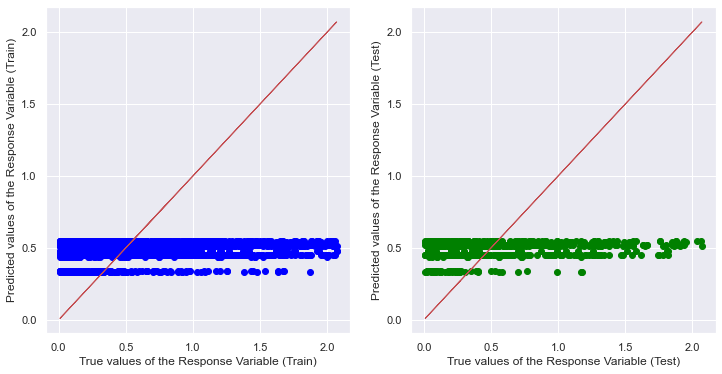 Predicted values of the Response Variable (Train)
2.0
1.5
1.0
0.5
0.0
0.0 0.5 1.0 1.5 2.0
True values of the Response Variable (Train)
Predicted values of the Response Variable (Test)
2.0
1.5
1.0
0.5
0.0
0.0 0.5 1.0 1.5 2.0
True values of the Response Variable (Test)